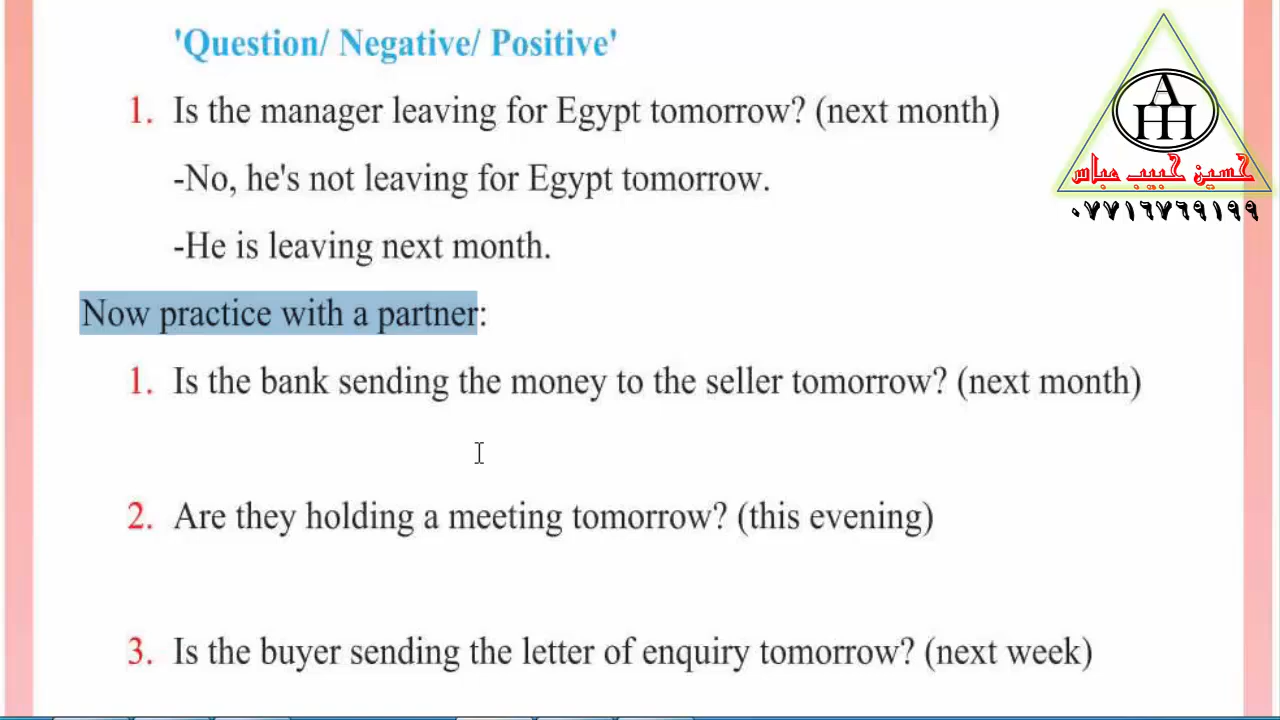 'Question/ Negative/ Positive'
1. Is the manager leaving for Egypt tomorrow? (next month)
-No, he's not leaving for Egypt tomorrow.
-He is leaving next month.
Now practice with a partner:
1. Is the bank sending the money to the seller tomorrow? (next month)
2. Are they holding a meeting tomorrow? (this evening)
3. Is the buyer sending the letter of enquiry tomorrow? (next week)
A
HH
حسين حبيب عباس
٠٧٧١٦٧٦٩١٩٩